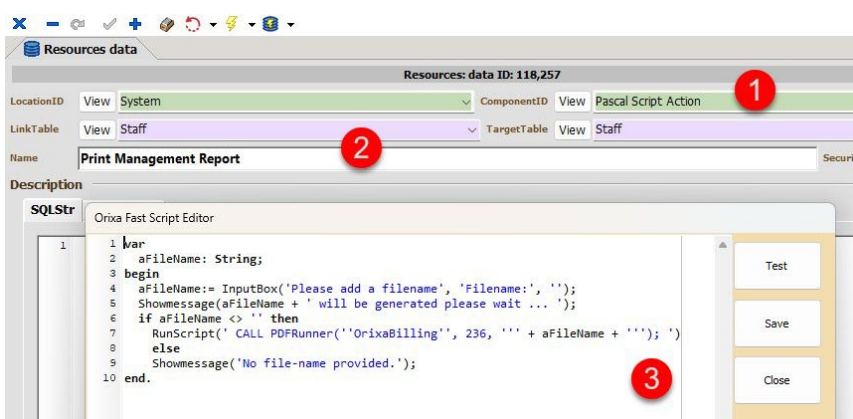 Resources data
Resources: data ID: 118,257
LocationID View System ComponentID View Pascal Script Action 1
LinkTable View Staff TargetTable View Staff
2
Name Print Management Report Securi
Description
SQLStr
Orixa Fast Script Editor
1
1 var
2 aFileName: String;
3 begin
4 aFileName:= InputBox('Please add a filename', 'Filename:', '');
5 Showmessage(aFileName + ' will be generated please wait ... ');
6 if aFileName <> '' then
7 RunScript(' CALL PDFRunner(''OrixaBilling'', 236, ''' + aFileName + '''); ')
8 else
9 Showmessage('No file-name provided.');
10 end.
Test
Save
Close
3